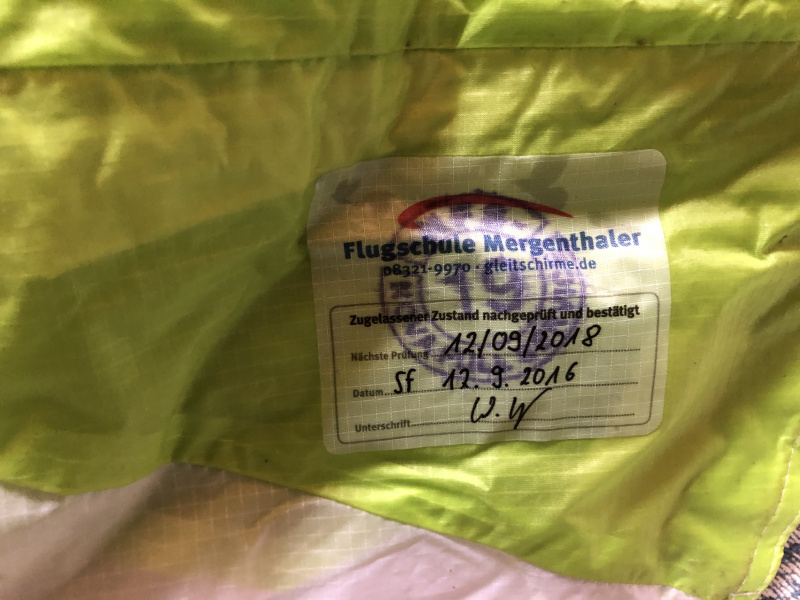 Flugschule Mergenthaler
08321-9970 · gleitschirme.de
19
Zugelassener Zustand nachgeprüft und bestätigt
Nächste Prüfung 12/09/2018
Datum Sf 12.9.2016
Unterschrift